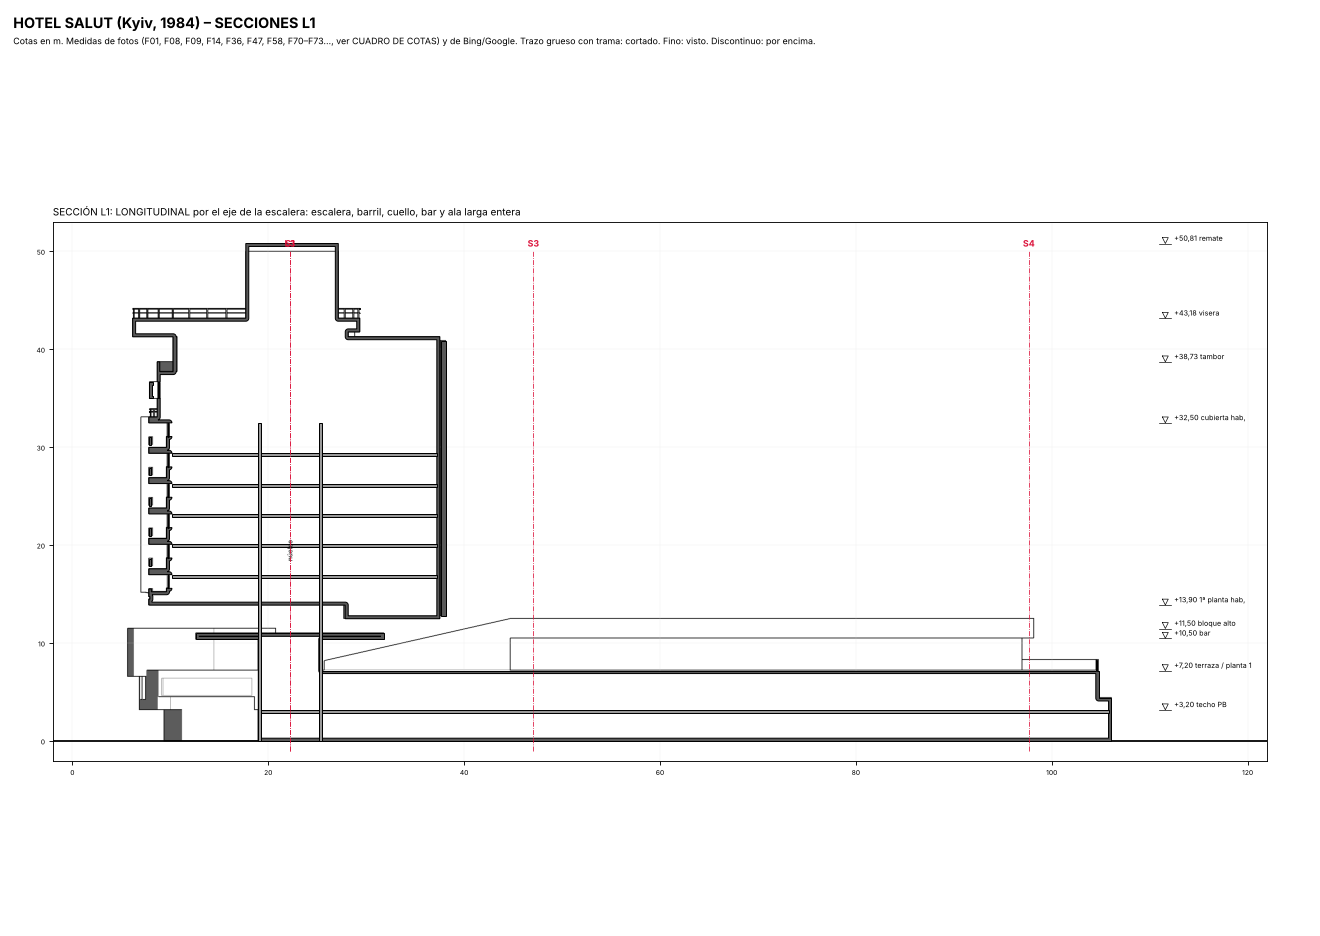 HOTEL SALUT (Kyiv, 1984) – SECCIONES L1
Cotas en m. Medidas de fotos (F01, F08, F09, F14, F36, F47, F58, F70–F73..., ver CUADRO DE COTAS) y de Bing/Google. Trazo grueso con trama: cortado. Fino: visto. Discontinuo: por encima.
SECCIÓN L1: LONGITUDINAL por el eje de la escalera: escalera, barril, cuello, bar y ala larga entera
S3
S4
+50,81 remate
+43,18 visera
+38,73 tambor
+32,50 cubierta hab,
+13,90 1ª planta hab,
+11,50 bloque alto
+10,50 bar
+7,20 terraza / planta 1
+3,20 techo PB
50
40
30
20
10
0
0
20
40
60
80
100
120